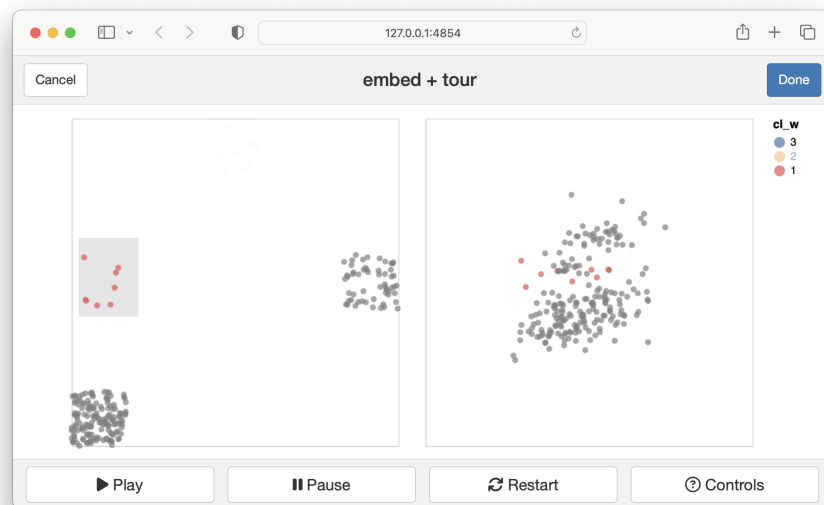 127.0.0.1:4854
Cancel
embed + tour
Done
cl_w
3
2
1
Play
Pause
Restart
Controls